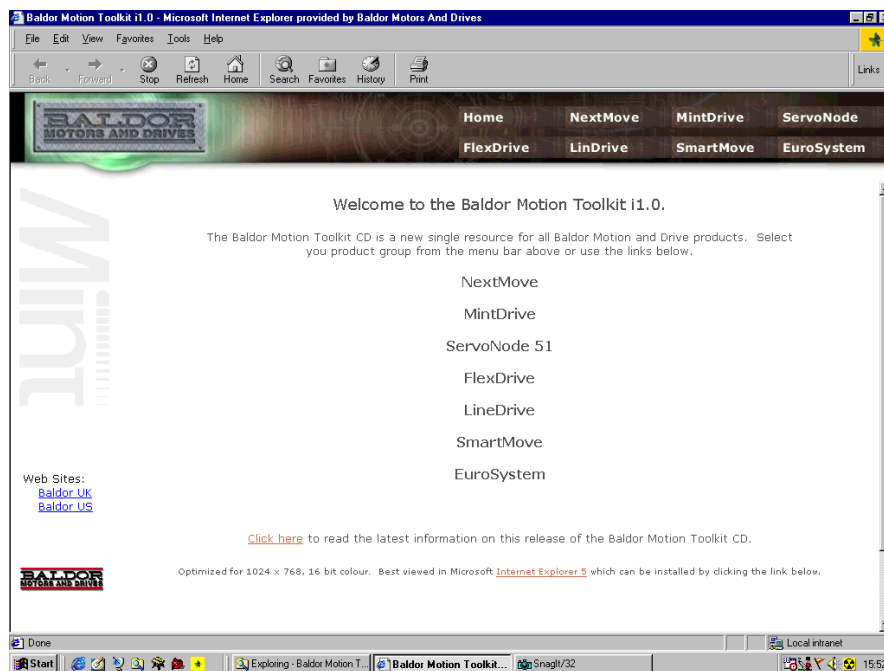 Baldor Motion Toolkit i1.0 - Microsoft Internet Explorer provided by Baldor Motors And Drives
File Edit View Favorites Tools Help
Back Forward Stop Refresh Home Search Favorites History Print
Links
BALDOR
MOTORS AND DRIVES
Home NextMove MintDrive ServoNode
FlexDrive LinDrive SmartMove EuroSystem
Mint
Welcome to the Baldor Motion Toolkit i1.0.
The Baldor Motion Toolkit CD is a new single resource for all Baldor Motion and Drive products. Select
you product group from the menu bar above or use the links below.
NextMove
MintDrive
ServoNode 51
FlexDrive
LineDrive
SmartMove
EuroSystem
Web Sites:
Baldor UK
Baldor US
Click here to read the latest information on this release of the Baldor Motion Toolkit CD.
BALDOR
MOTORS AND DRIVES
Optimized for 1024 x 768, 16 bit colour. Best viewed in Microsoft Internet Explorer 5 which can be installed by clicking the link below.
Done
Local intranet
Start
Exploring - Baldor Motion T...
Baldor Motion Toolkit...
SnagIt/32